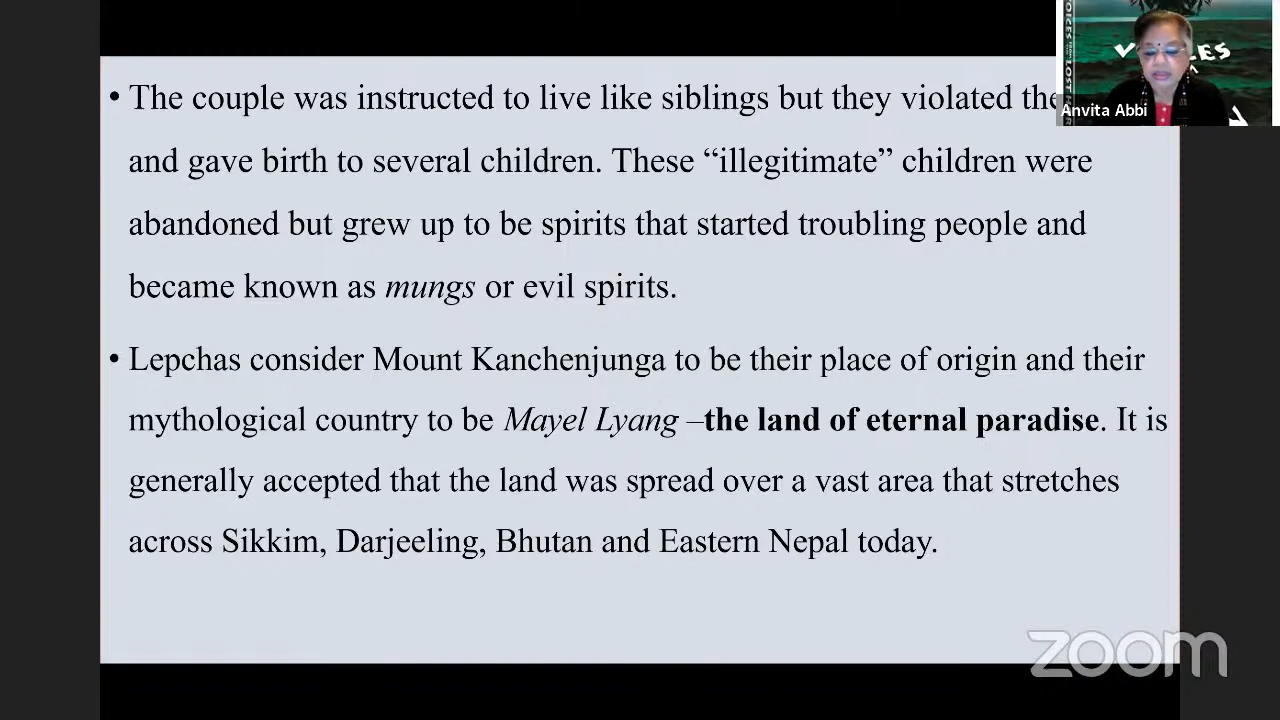 • The couple was instructed to live like siblings but they violated the
and gave birth to several children. These “illegitimate” children were
abandoned but grew up to be spirits that started troubling people and
became known as mungs or evil spirits.
• Lepchas consider Mount Kanchenjunga to be their place of origin and their
mythological country to be Mayel Lyang –the land of eternal paradise. It is
generally accepted that the land was spread over a vast area that stretches
across Sikkim, Darjeeling, Bhutan and Eastern Nepal today.
VOICES
LOST
Anvita Abbi
zoom